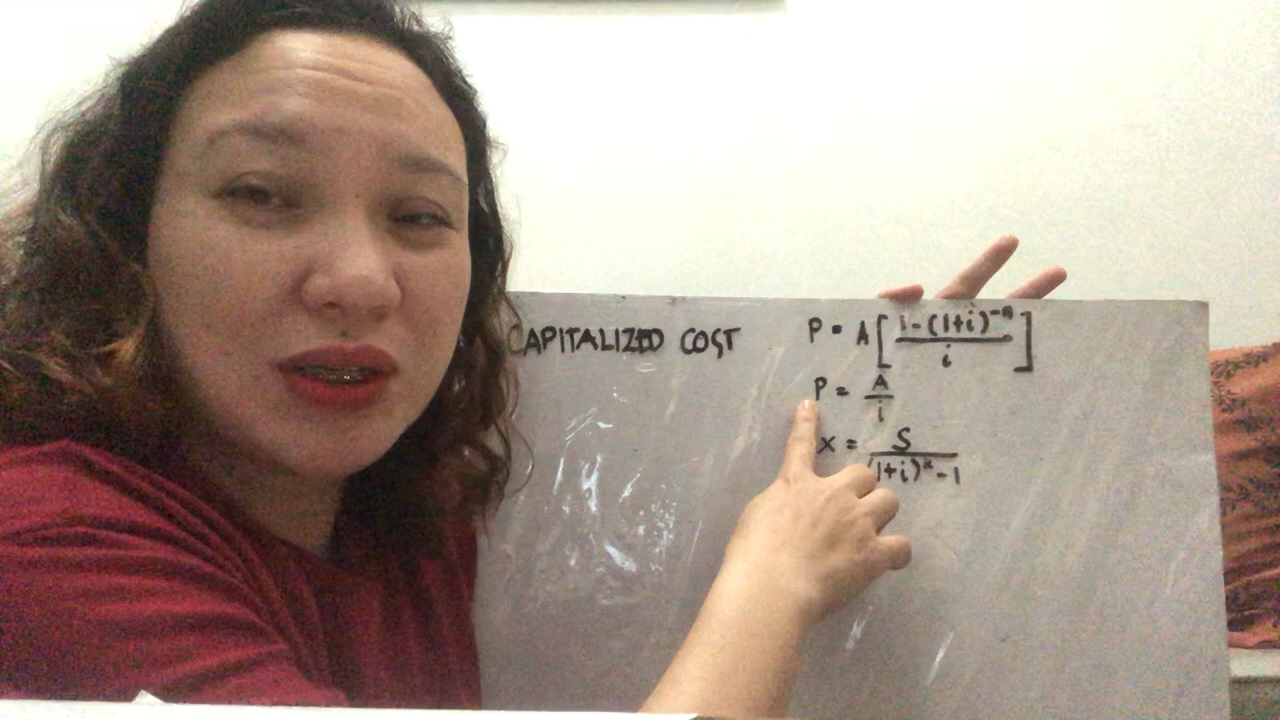 CAPITALIZED COST
P = A[(1-(1+i)^-n)/i]
P = A/i
X = S/((1+i)^k - 1)